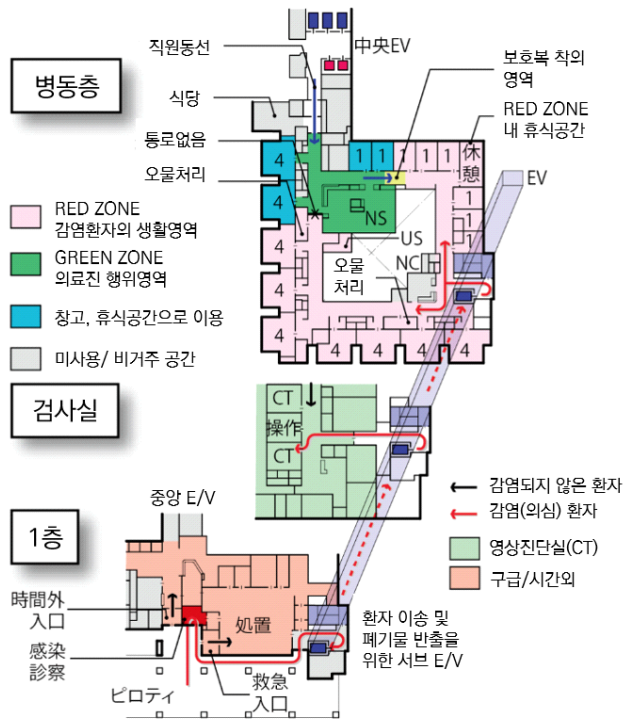 직원동선
中央EV
병동층
식당
통로없음
오물처리
보호복 착의
영역
RED ZONE
내 휴식공간
4
4
4
4
4
4
4
4
4
1
1
1
1
1
休
憩
1
1
1
EV
NS
US
NC
오물
처리
RED ZONE
감염환자의 생활영역
GREEN ZONE
의료진 행위영역
창고, 휴식공간으로 이용
미사용/ 비거주 공간
검사실
CT
操作
CT
감염되지 않은 환자
감염(의심) 환자
영상진단실(CT)
구급/시간외
중앙 E/V
1층
時間外
入口
感染
診察
ピロティ
処置
救急
入口
환자 이송 및
폐기물 반출을
위한 서브 E/V